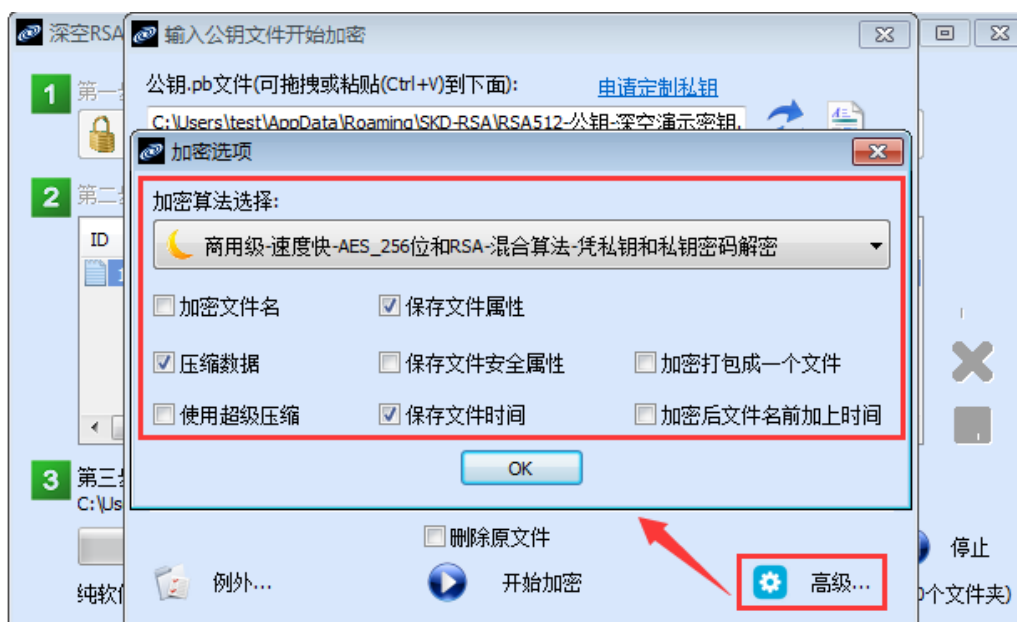 深空RSA
输入公钥文件开始加密
1
第一
公钥.pb文件(可拖拽或粘贴(Ctrl+V)到下面):
申请定制私钥
C:\Users\test\AppData\Roaming\SKD-RSA\RSA512-公钥-深空演示密钥.
加密选项
2
第二
加密算法选择:
ID
商用级-速度快-AES_256位和RSA-混合算法-凭私钥和私钥密码解密
1
加密文件名
保存文件属性
压缩数据
保存文件安全属性
加密打包成一个文件
使用超级压缩
保存文件时间
加密后文件名前加上时间
OK
3
第三
C:\Us
删除原文件
停止
例外...
开始加密
高级...
纯软
个文件夹)